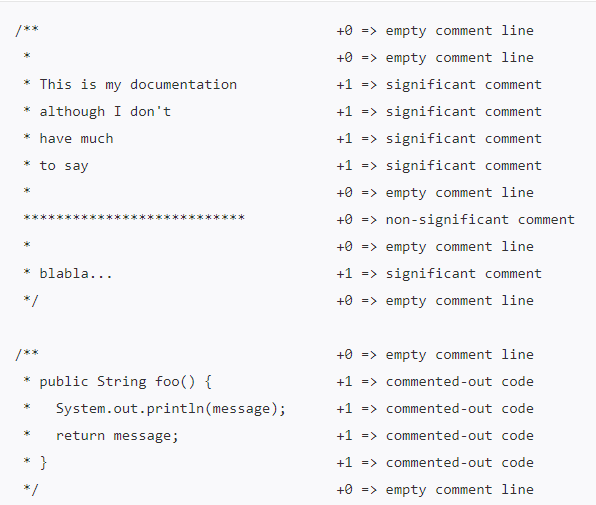 /**                                    +0 => empty comment line
 *                                     +0 => empty comment line
 * This is my documentation            +1 => significant comment
 * although I don't                    +1 => significant comment
 * have much                           +1 => significant comment
 * to say                              +1 => significant comment
 *                                     +0 => empty comment line
 ***************************           +0 => non-significant comment
 *                                     +0 => empty comment line
 * blabla...                           +1 => significant comment
 */                                    +0 => empty comment line

/**                                    +0 => empty comment line
 * public String foo() {               +1 => commented-out code
 *   System.out.println(message);      +1 => commented-out code
 *   return message;                   +1 => commented-out code
 * }                                   +1 => commented-out code
 */                                    +0 => empty comment line